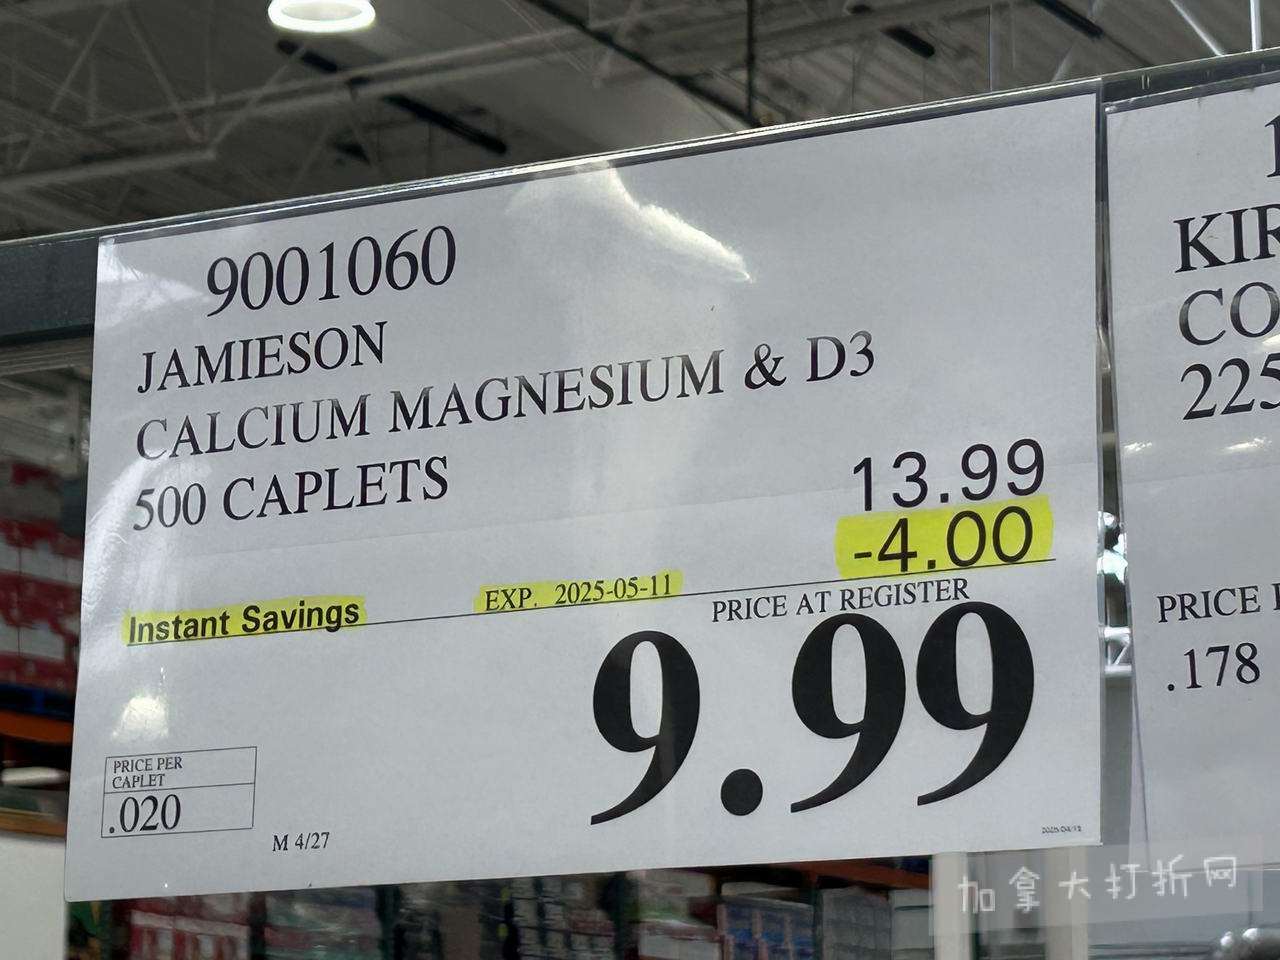 9001060
JAMIESON
CALCIUM MAGNESIUM & D3
500 CAPLETS
13.99
-4.00
Instant Savings
EXP. 2025-05-11
PRICE AT REGISTER
9.99
PRICE PER
CAPLET
.020
M 4/27
KIR
CO
225
PRICE
.178
加拿大打折网